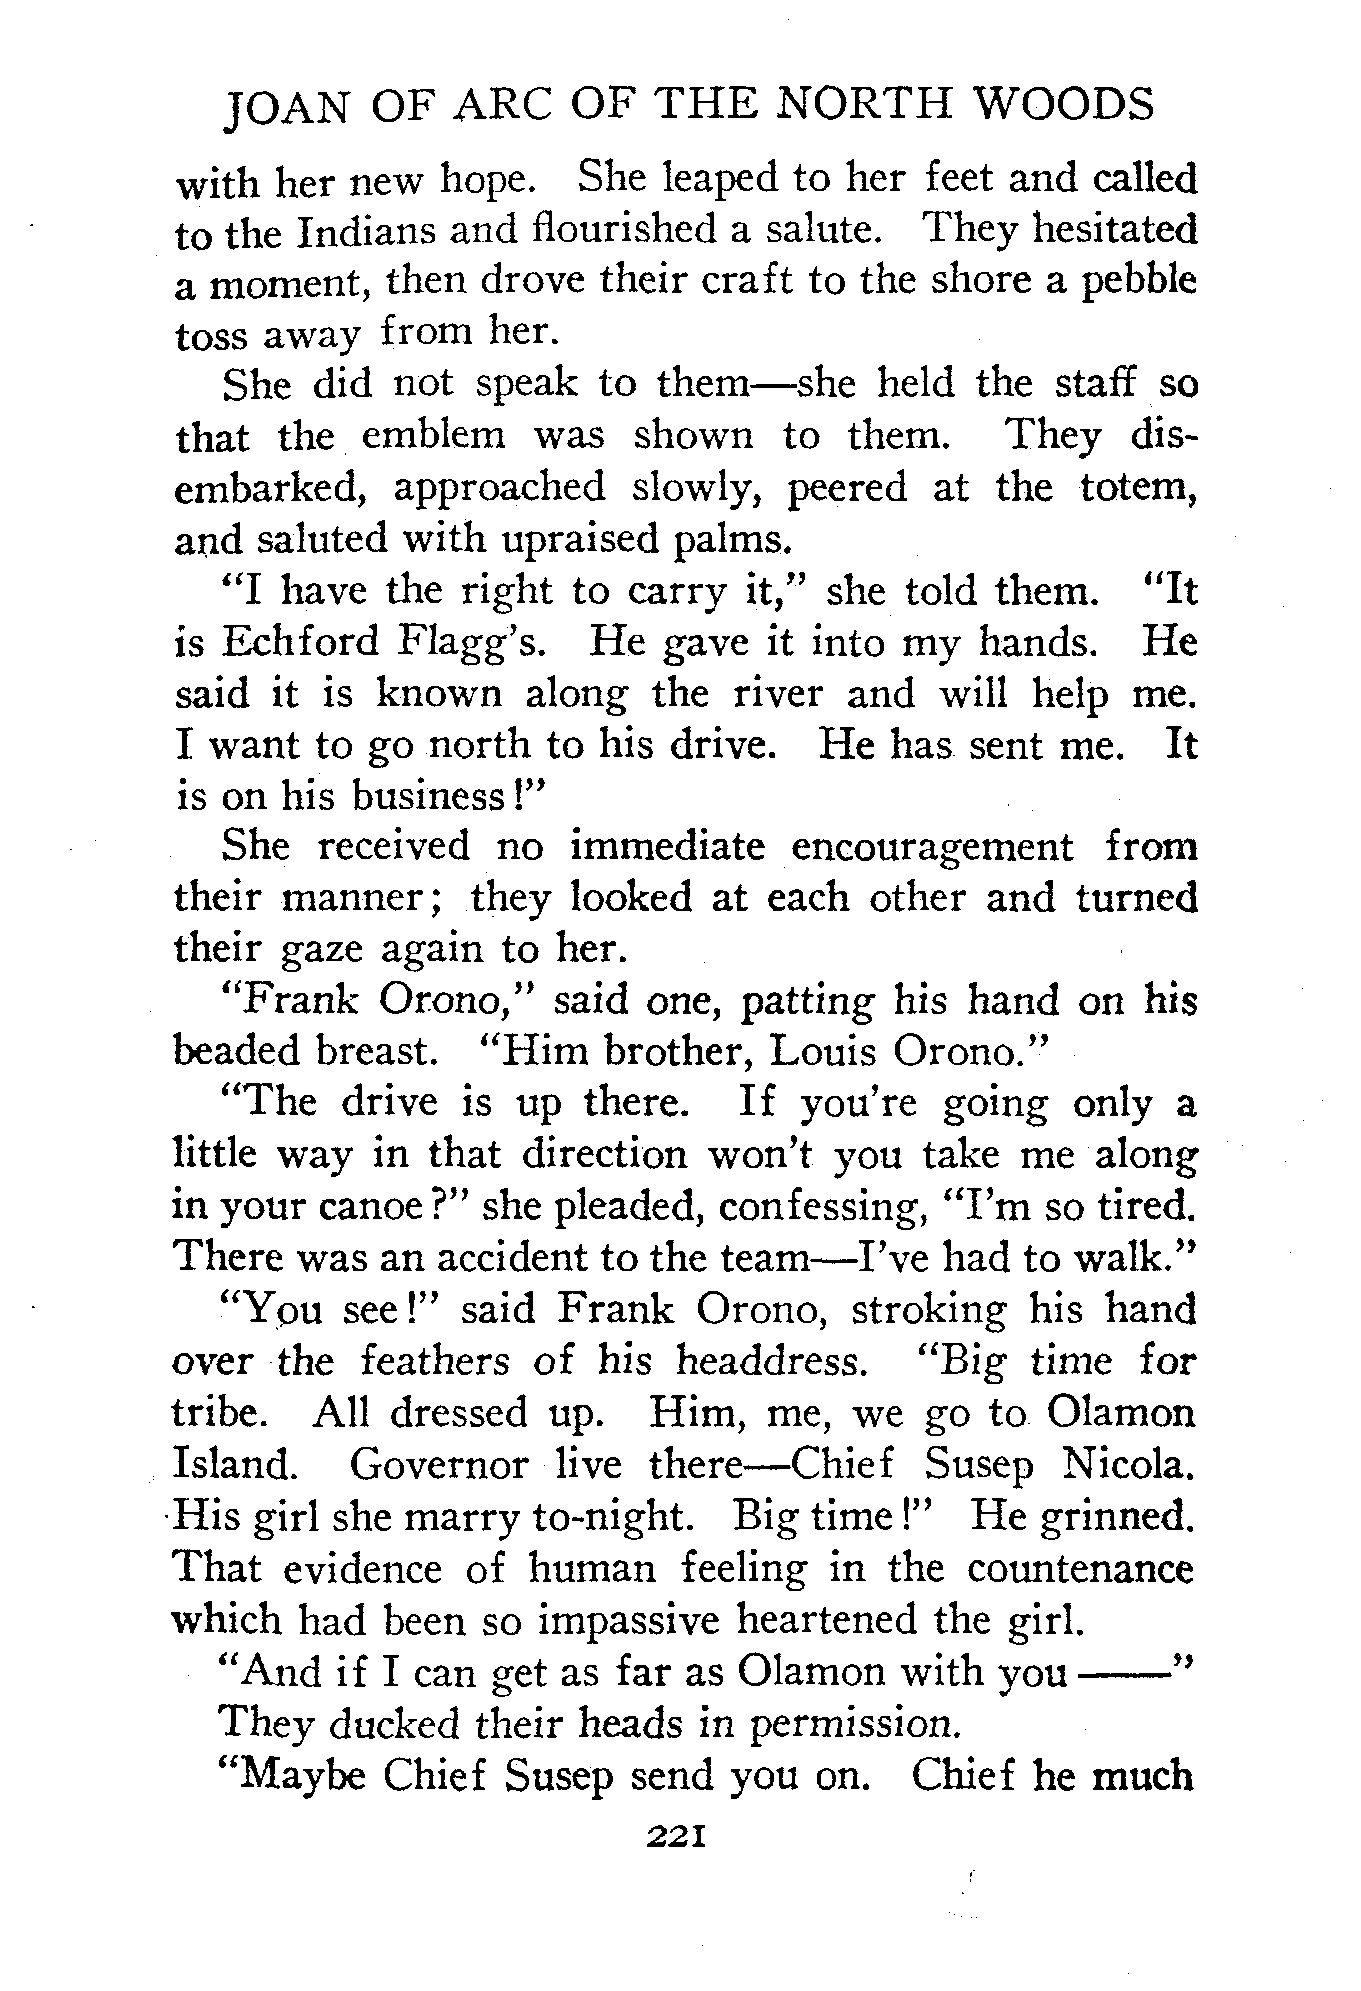 JOAN OF ARC OF THE NORTH WOODS
with her new hope. She leaped to her feet and called
to the Indians and flourished a salute. They hesitated
a moment, then drove their craft to the shore a pebble
toss away from her.
She did not speak to them—she held the staff so
that the emblem was shown to them. They dis-
embarked, approached slowly, peered at the totem,
and saluted with upraised palms.
"I have the right to carry it," she told them. "It
is Echford Flagg's. He gave it into my hands. He
said it is known along the river and will help me.
I want to go north to his drive. He has sent me. It
is on his business!"
She received no immediate encouragement from
their manner; they looked at each other and turned
their gaze again to her.
"Frank Orono," said one, patting his hand on his
beaded breast. "Him brother, Louis Orono."
"The drive is up there. If you're going only a
little way in that direction won't you take me along
in your canoe?" she pleaded, confessing, "I'm so tired.
There was an accident to the team—I've had to walk."
"You see!" said Frank Orono, stroking his hand
over the feathers of his headdress. "Big time for
tribe. All dressed up. Him, me, we go to Olamon
Island. Governor live there—Chief Susep Nicola.
His girl she marry to-night. Big time!" He grinned.
That evidence of human feeling in the countenance
which had been so impassive heartened the girl.
"And if I can get as far as Olamon with you ——"
They ducked their heads in permission.
"Maybe Chief Susep send you on. Chief he much
221